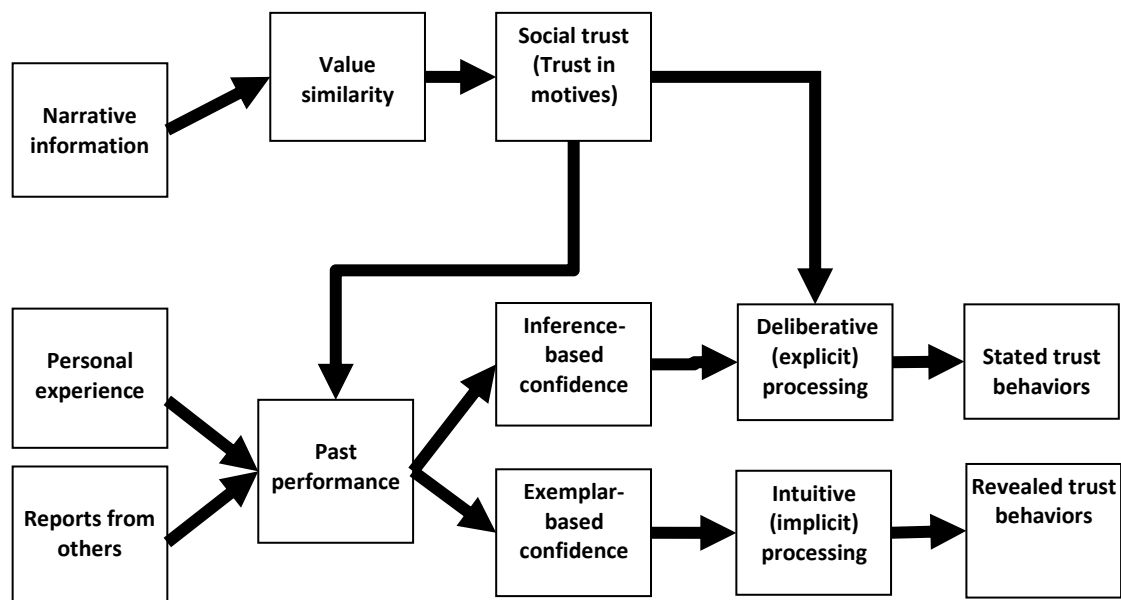 Narrative
information
Value
similarity
Social trust
(Trust in
motives)
Personal
experience
Reports from
others
Past
performance
Inference-
based
confidence
Exemplar-
based
confidence
Deliberative
(explicit)
processing
Intuitive
(implicit)
processing
Stated trust
behaviors
Revealed trust
behaviors